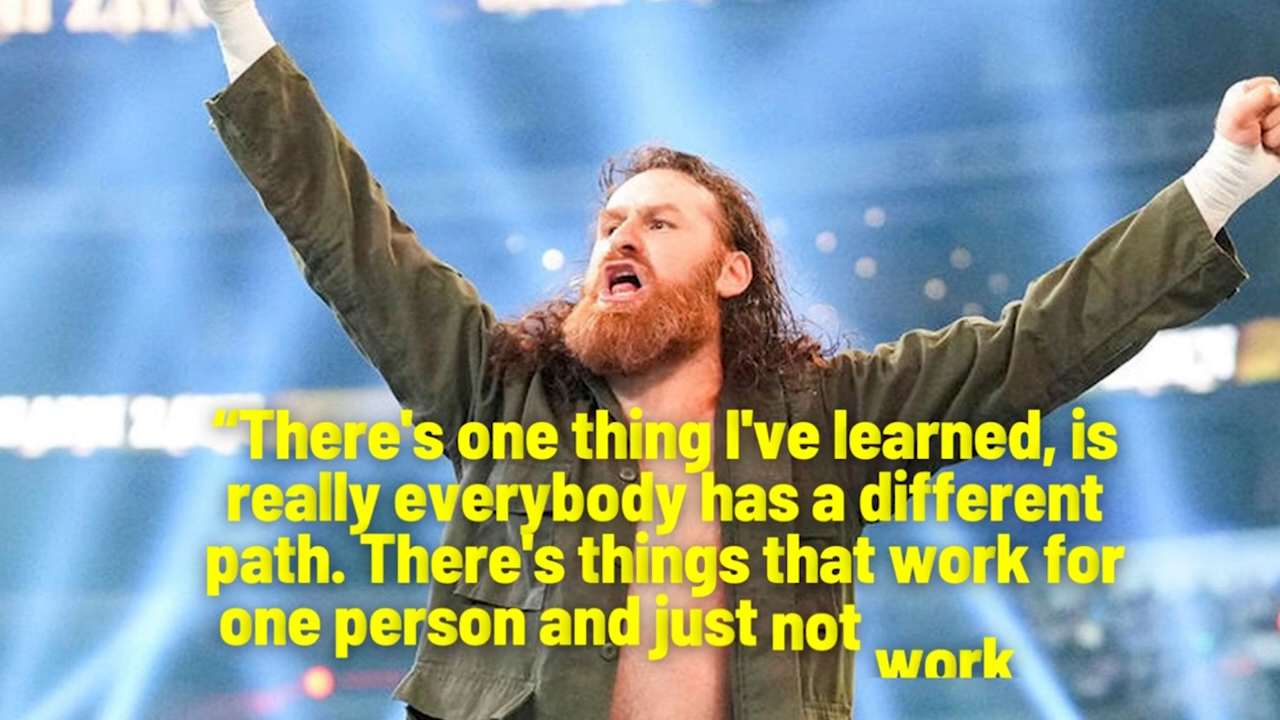 “There's one thing I've learned, is
really everybody has a different
path. There's things that work for
one person and just not
work